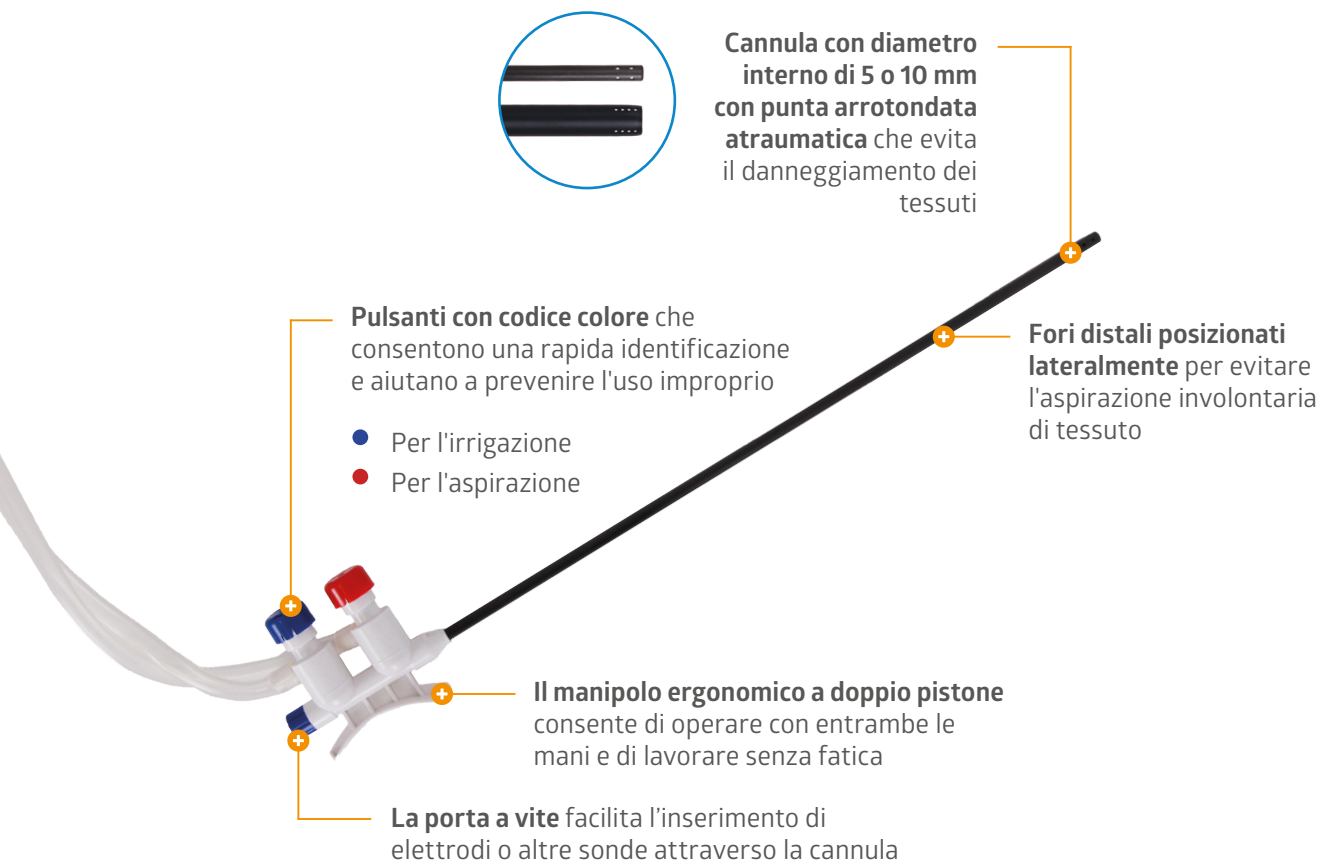 Cannula con diametro
interno di 5 o 10 mm
con punta arrotondata
atraumatica che evita
il danneggiamento dei
tessuti
Pulsanti con codice colore che
consentono una rapida identificazione
e aiutano a prevenire l'uso improprio
Per l'irrigazione
Per l'aspirazione
Fori distali posizionati
lateralmente per evitare
l'aspirazione involontaria
di tessuto
Il manipolo ergonomico a doppio pistone
consente di operare con entrambe le
mani e di lavorare senza fatica
La porta a vite facilita l’inserimento di
elettrodi o altre sonde attraverso la cannula